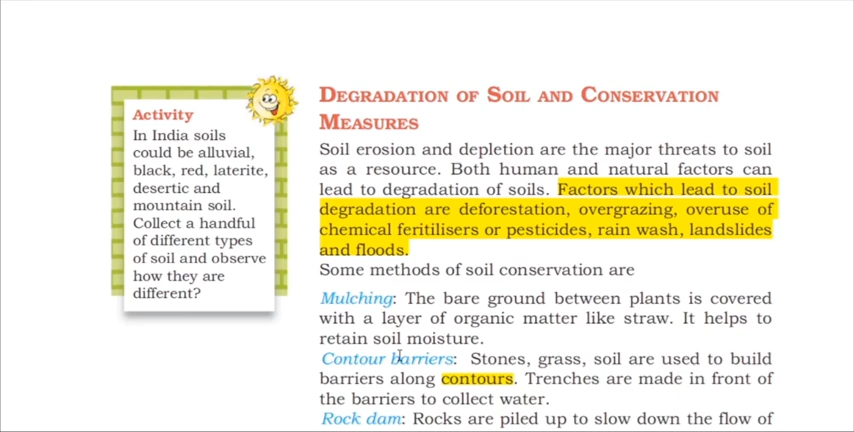 Activity
In India soils
could be alluvial,
black, red, laterite,
desertic and
mountain soil.
Collect a handful
of different types
of soil and observe
how they are
different?
DEGRADATION OF SOIL AND CONSERVATION
MEASURES
Soil erosion and depletion are the major threats to soil
as a resource. Both human and natural factors can
lead to degradation of soils. Factors which lead to soil
degradation are deforestation, overgrazing, overuse of
chemical feritilisers or pesticides, rain wash, landslides
and floods.
Some methods of soil conservation are
Mulching: The bare ground between plants is covered
with a layer of organic matter like straw. It helps to
retain soil moisture.
Contour barriers: Stones, grass, soil are used to build
barriers along contours. Trenches are made in front of
the barriers to collect water.
Rock dam: Rocks are piled up to slow down the flow of